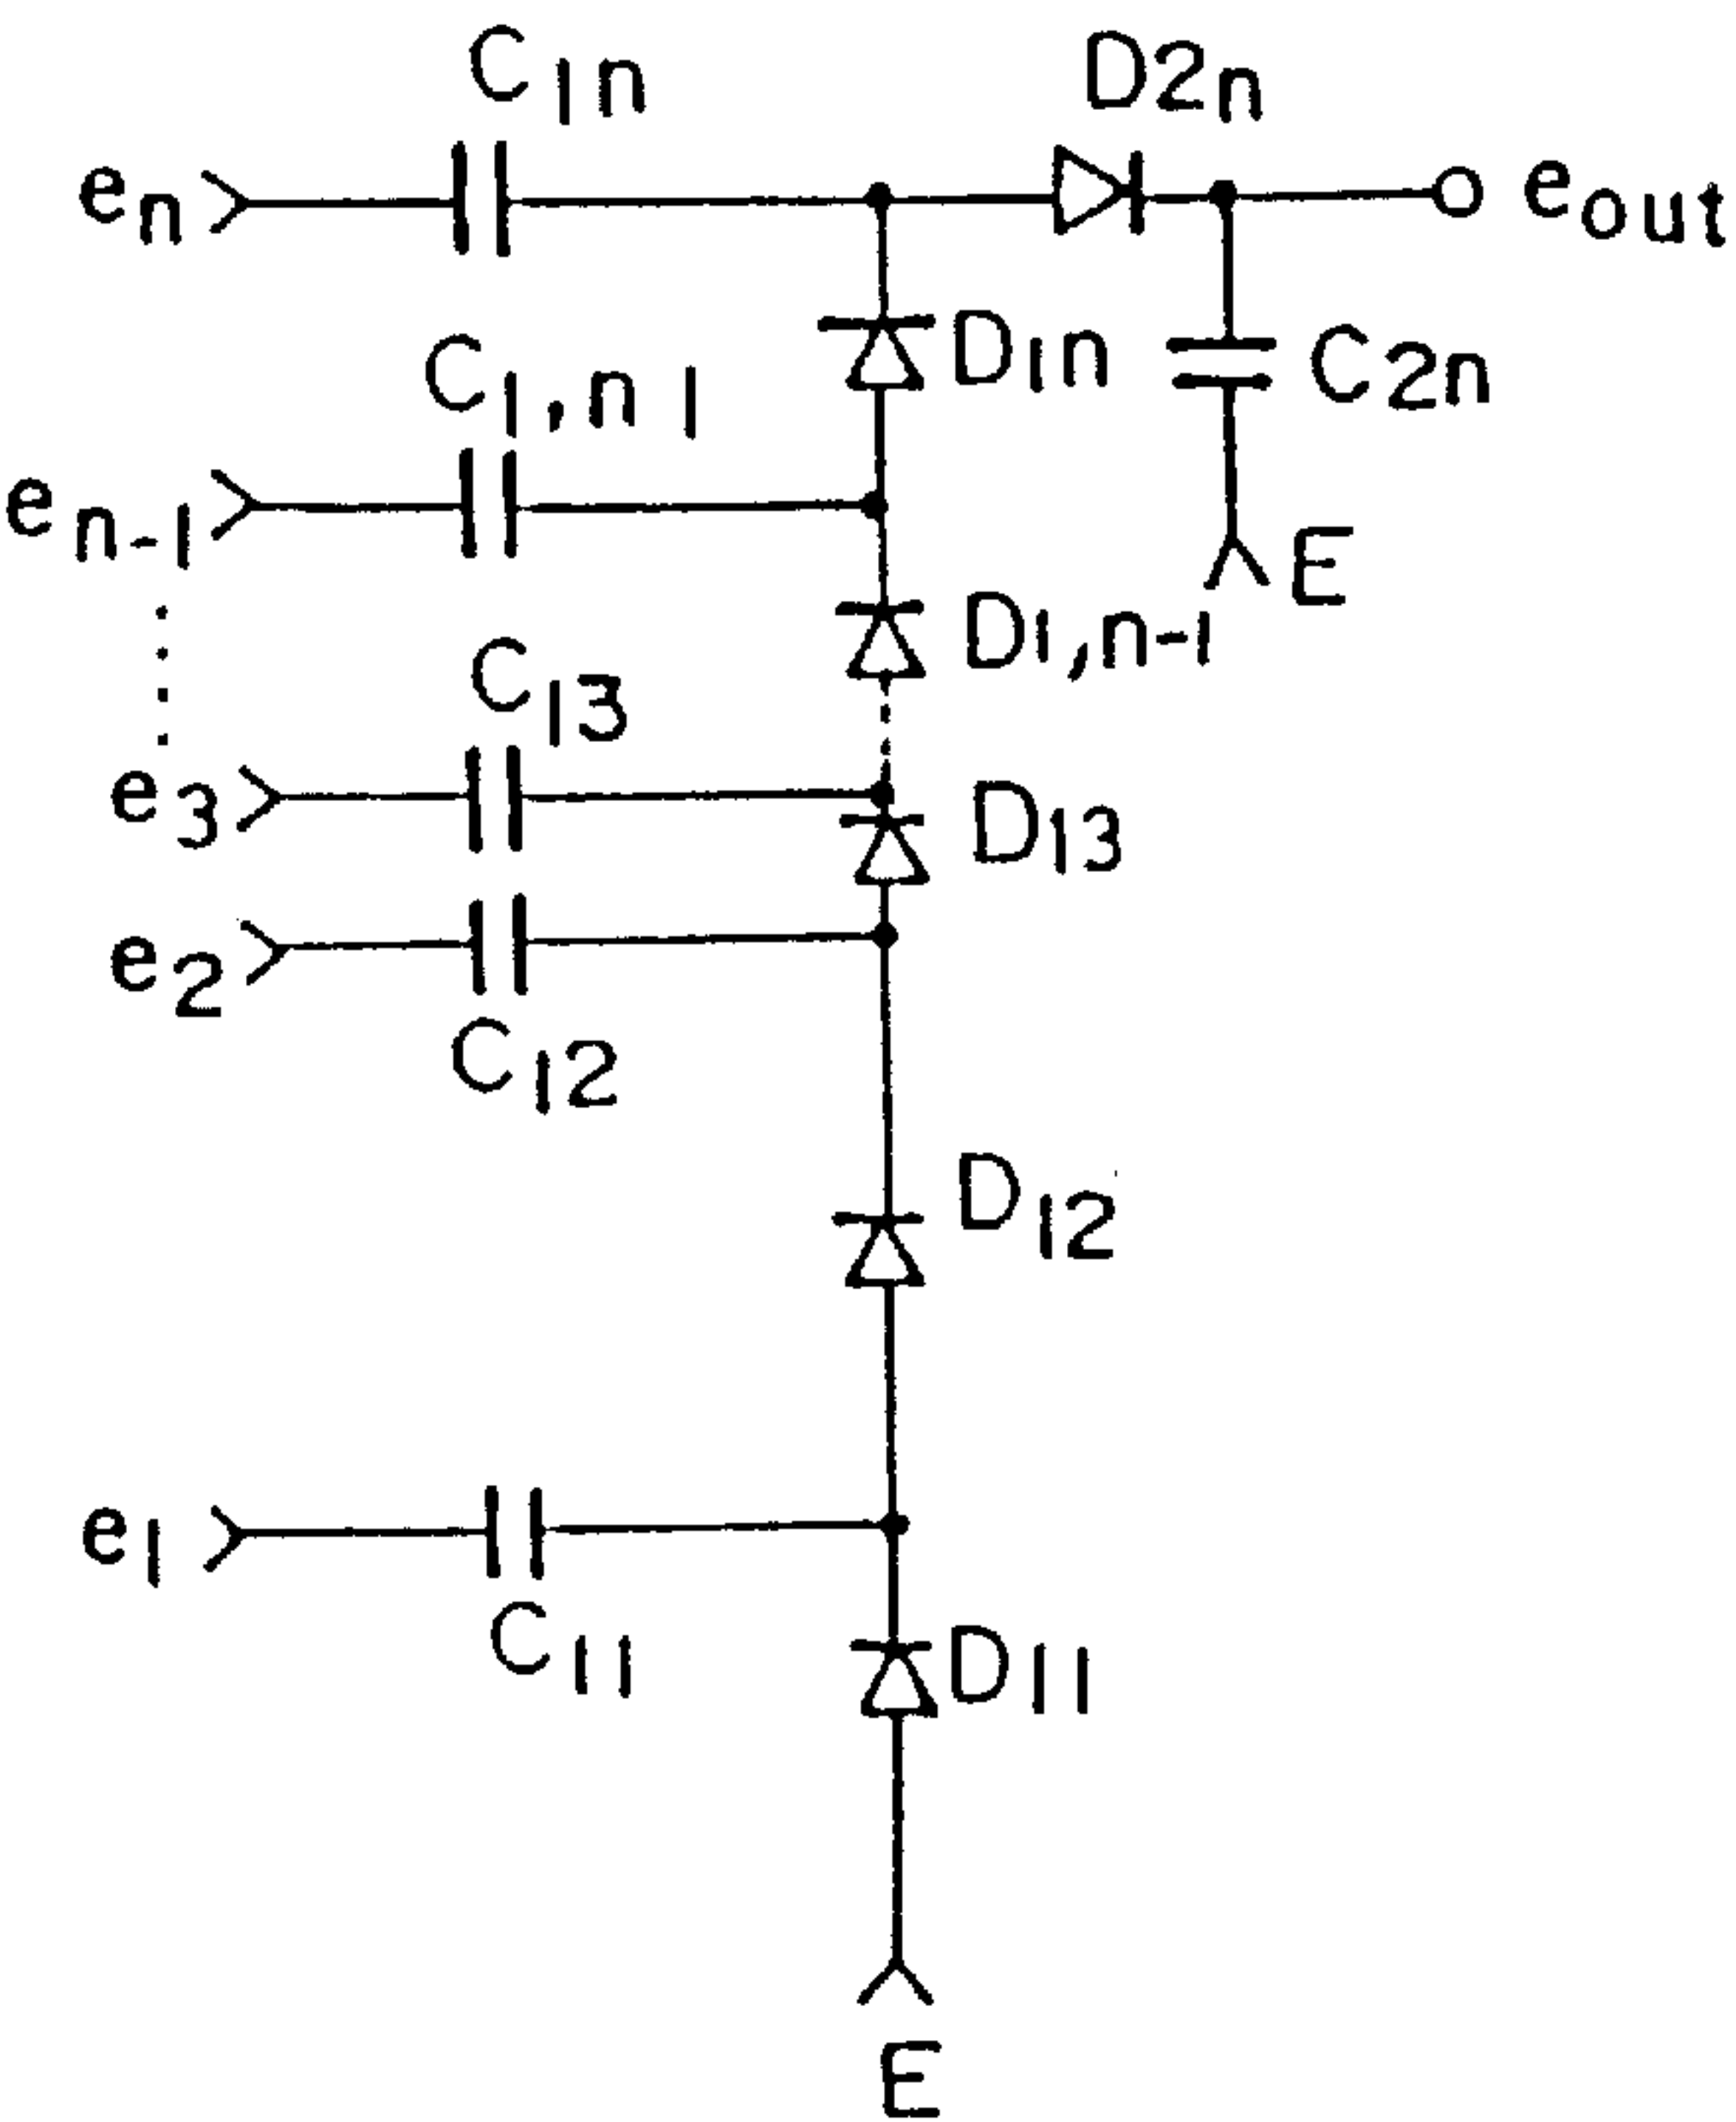 C1n
D2n
en
eout
D1n
C1,n 1
C2n
en-1
E
D1,n-1
C13
e3
D13
e2
C12
D12
e1
C11
D11
E